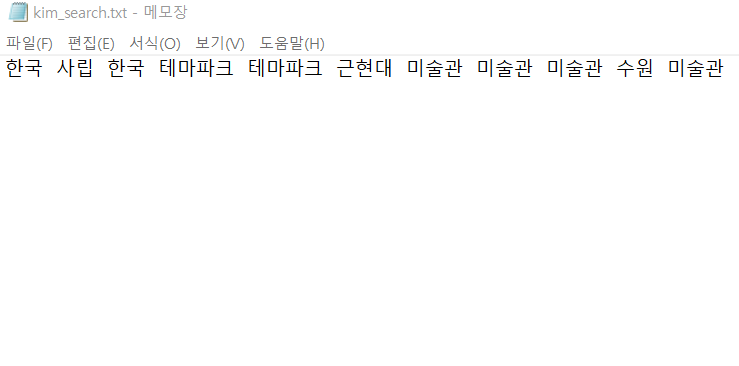 kim_search.txt - 메모장
파일(F) 편집(E) 서식(O) 보기(V) 도움말(H)
한국 사립 한국 테마파크 테마파크 근현대 미술관 미술관 미술관 수원 미술관